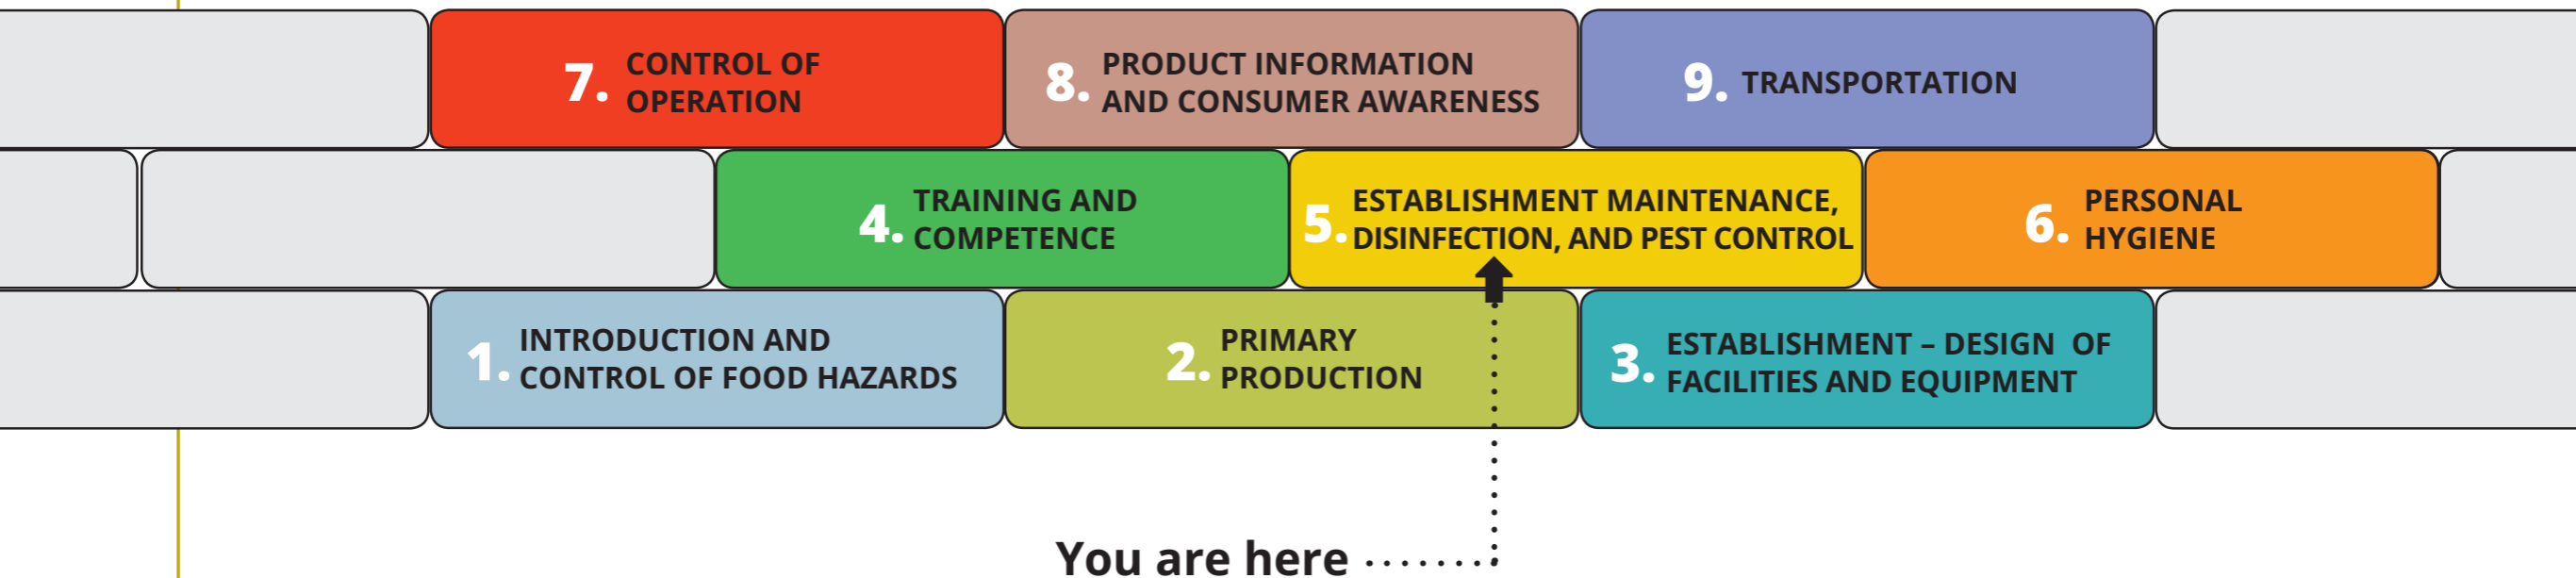 7. CONTROL OF
OPERATION
8. PRODUCT INFORMATION
AND CONSUMER AWARENESS
9. TRANSPORTATION
4. TRAINING AND
COMPETENCE
5. ESTABLISHMENT MAINTENANCE,
DISINFECTION, AND PEST CONTROL
6. PERSONAL
HYGIENE
1. INTRODUCTION AND
CONTROL OF FOOD HAZARDS
2. PRIMARY
PRODUCTION
3. ESTABLISHMENT – DESIGN OF
FACILITIES AND EQUIPMENT
You are here